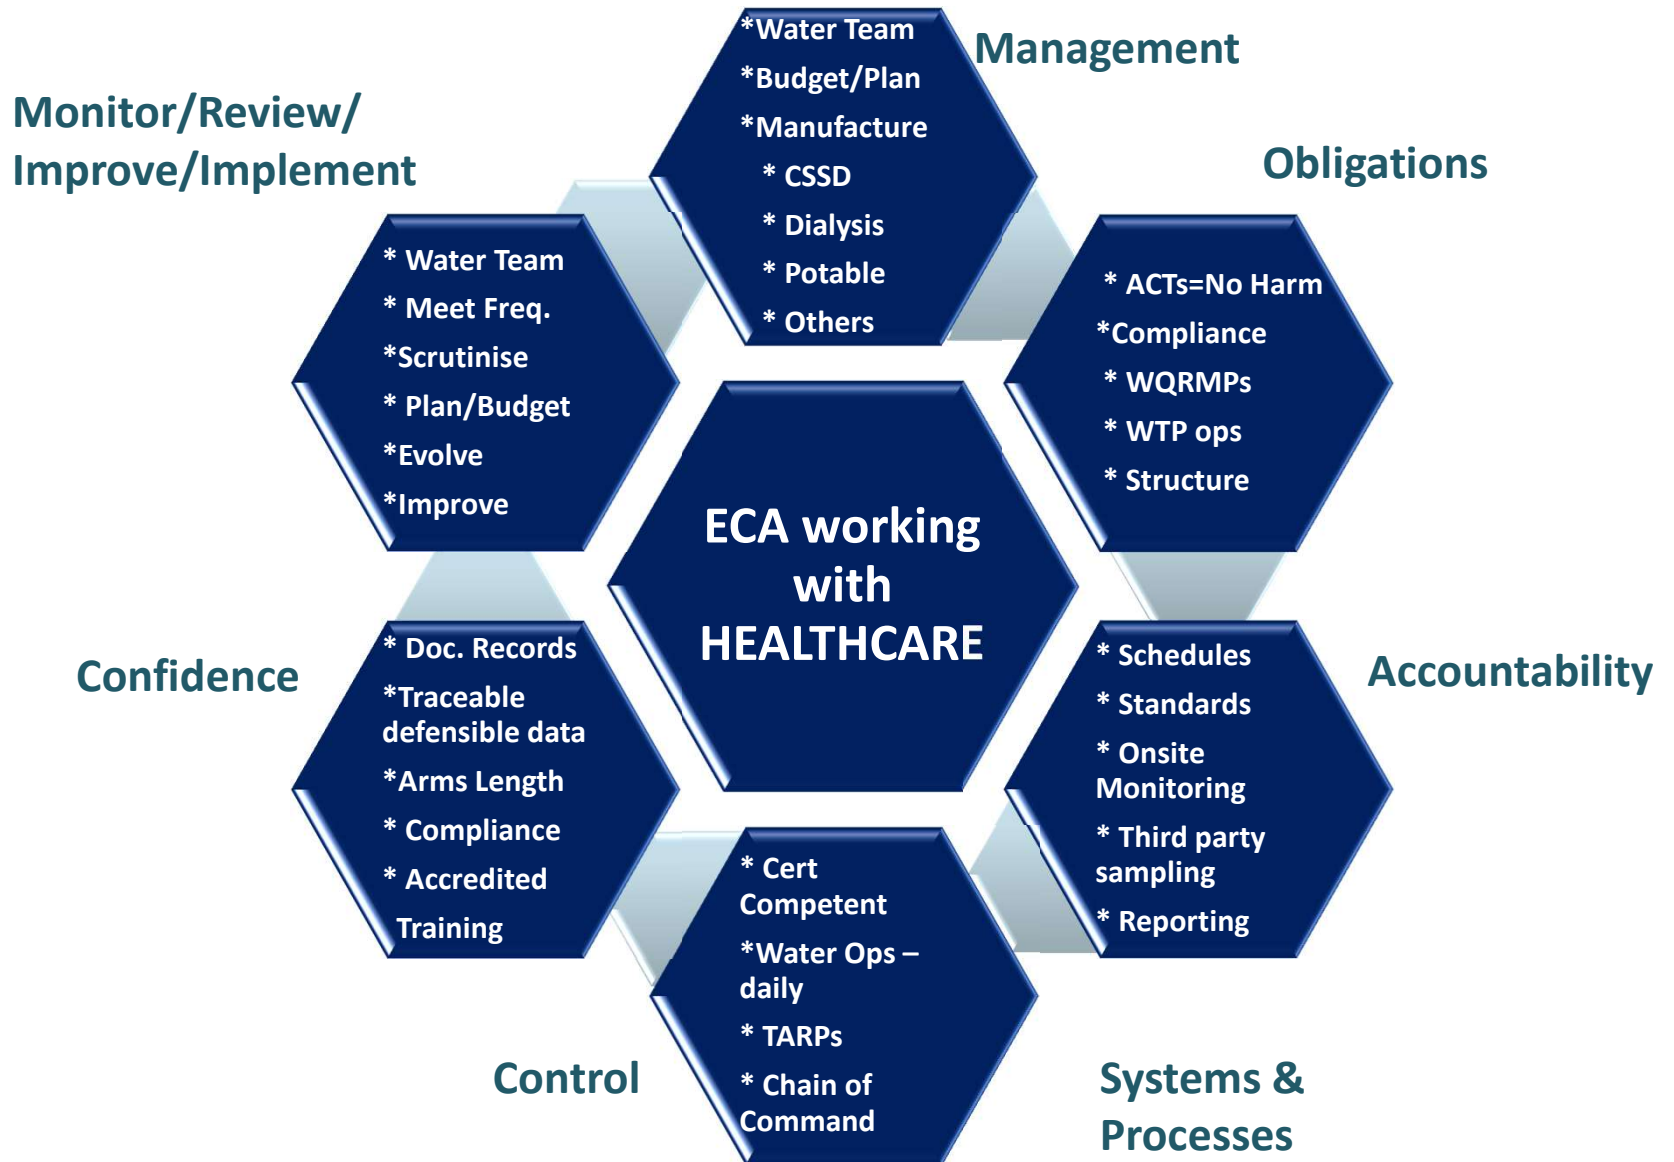 *Water Team
*Budget/Plan
*Manufacture
* CSSD
* Dialysis
* Potable
* Others
Management
Obligations
* ACTs=No Harm
*Compliance
* WQRMPs
* WTP ops
* Structure
Accountability
* Schedules
* Standards
* Onsite
Monitoring
* Third party
sampling
* Reporting
Systems &
Processes
* Cert
Competent
*Water Ops –
daily
* TARPs
* Chain of
Command
Control
* Doc. Records
*Traceable
defensible data
*Arms Length
* Compliance
* Accredited
Training
Confidence
* Water Team
* Meet Freq.
*Scrutinise
* Plan/Budget
*Evolve
*Improve
Monitor/Review/
Improve/Implement
ECA working
with
HEALTHCARE